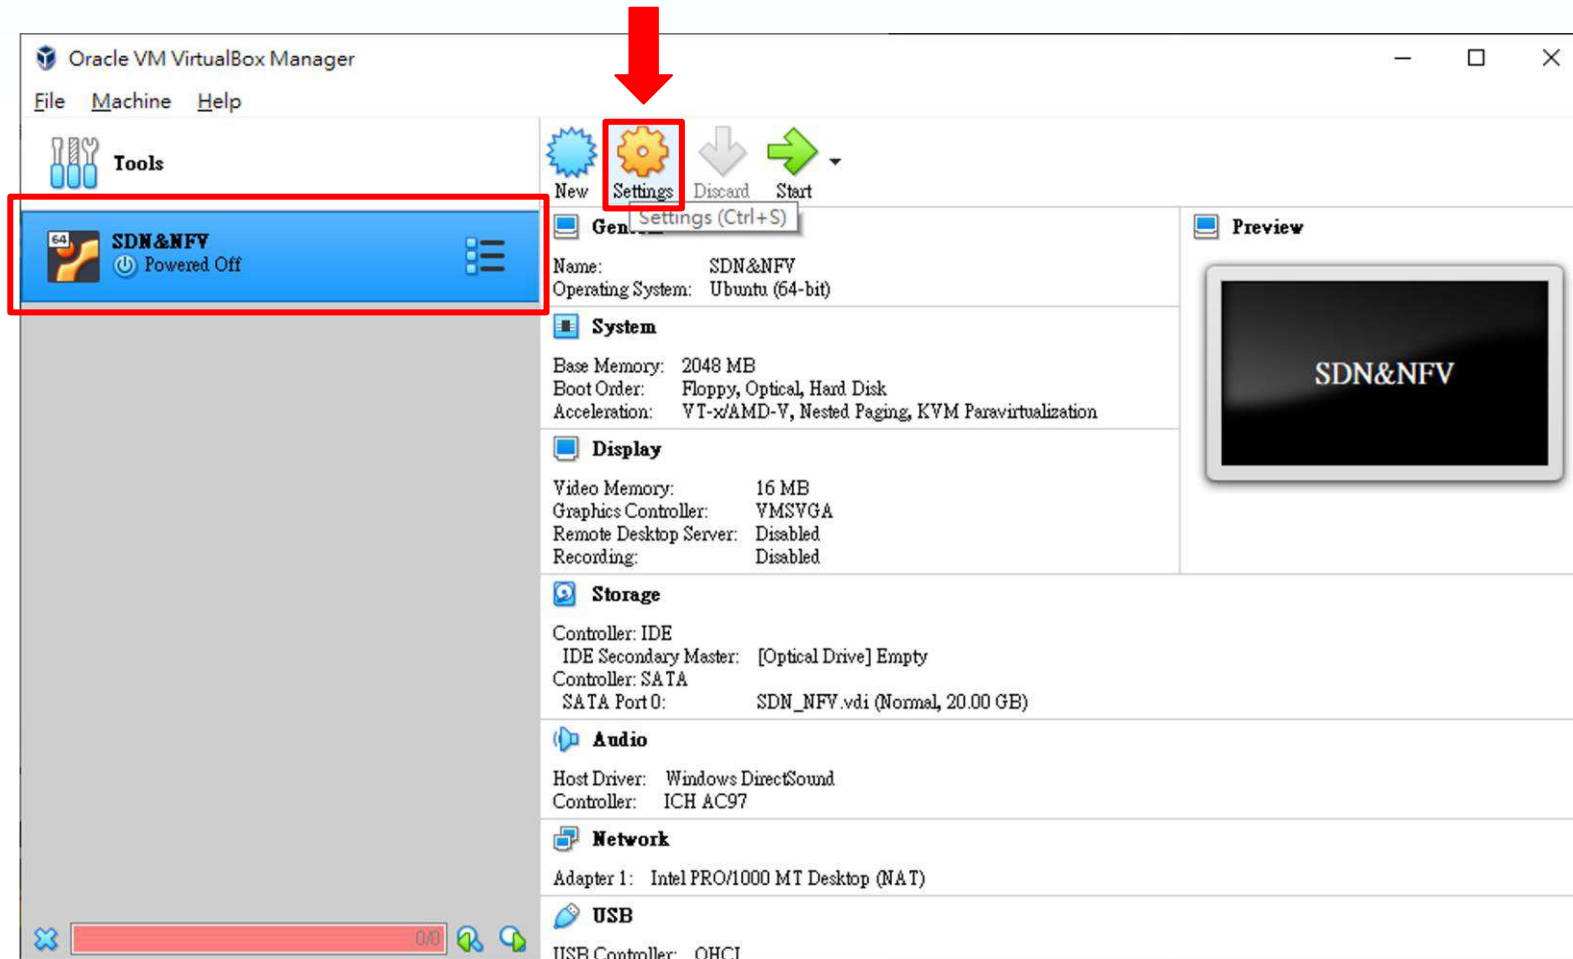 Oracle VM VirtualBox Manager
File Machine Help
Tools
New Settings Discard Start
Settings (Ctrl+S)
64
SDN&NFV
Powered Off
Name: SDN&NFV
Operating System: Ubuntu (64-bit)
System
Base Memory: 2048 MB
Boot Order: Floppy, Optical, Hard Disk
Acceleration: VT-x/AMD-V, Nested Paging, KVM Paravirtualization
Display
Video Memory: 16 MB
Graphics Controller: VMSVGA
Remote Desktop Server: Disabled
Recording: Disabled
Preview
SDN&NFV
Storage
Controller: IDE
IDE Secondary Master: [Optical Drive] Empty
Controller: SATA
SATA Port 0: SDN_NFV.vdi (Normal, 20.00 GB)
Audio
Host Driver: Windows DirectSound
Controller: ICH AC97
Network
Adapter 1: Intel PRO/1000 MT Desktop (NAT)
USB
USB Controller: OHCI
0/0